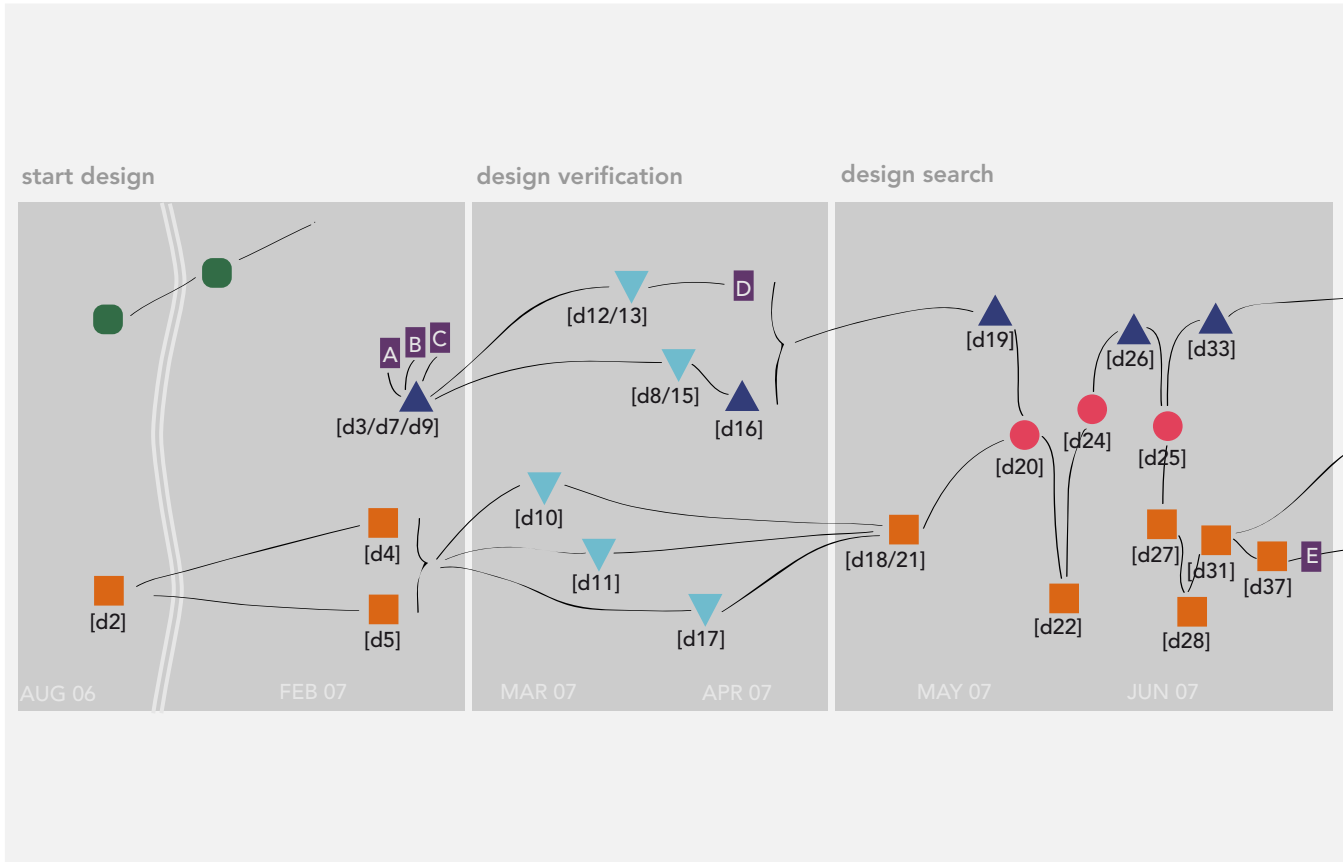 start design
design verification
design search
A
B
C
[d3/d7/d9]
[d4]
[d2]
[d5]
AUG 06
FEB 07
D
[d12/13]
[d8/15]
[d16]
[d10]
[d11]
[d17]
MAR 07
APR 07
[d19]
[d26]
[d33]
[d24]
[d20]
[d25]
[d18/21]
[d27]
[d31]
E
[d37]
[d22]
[d28]
MAY 07
JUN 07